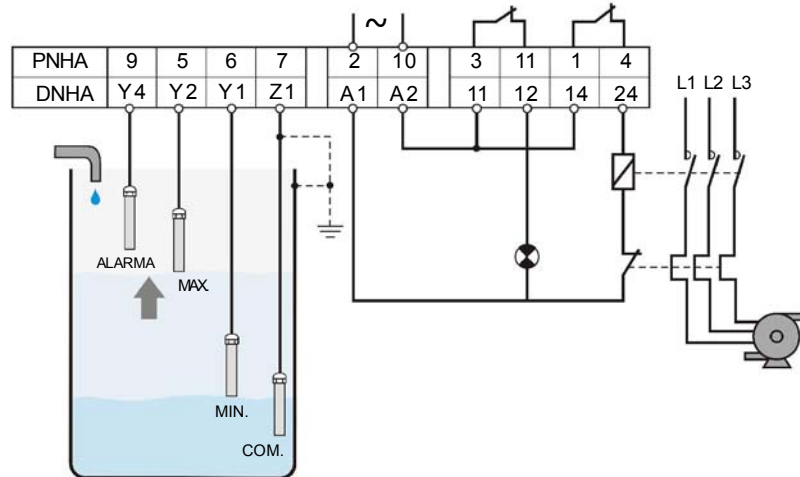 ~
PNHA 9 5 6 7 2 10 3 11 1 4
DNHA Y4 Y2 Y1 Z1 A1 A2 11 12 14 24
L1 L2 L3
ALARMA
MAX.
MIN.
COM.